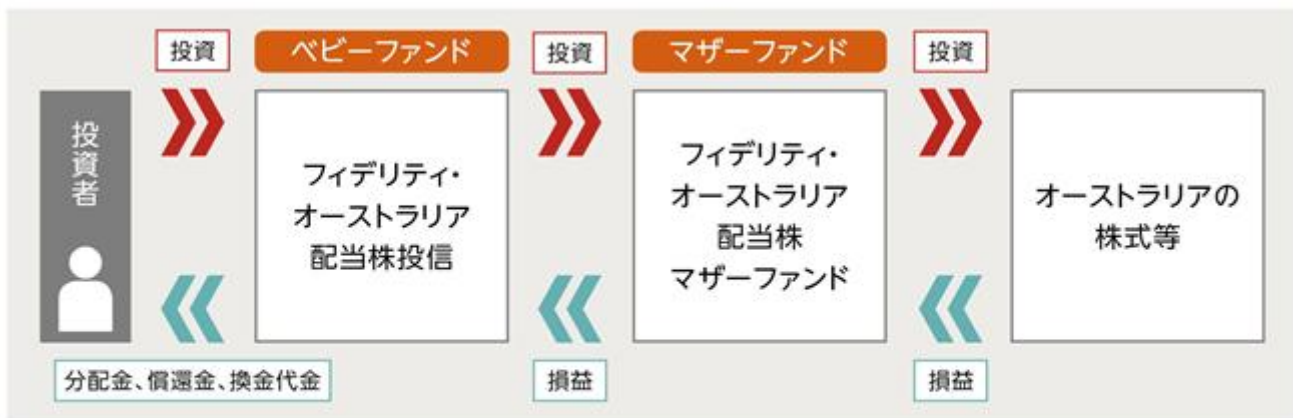 投資
ベビーファンド
投資
マザーファンド
投資
投資者
フィデリティ・
オーストラリア
配当株投信
フィデリティ・
オーストラリア
配当株
マザーファンド
オーストラリアの
株式等
分配金、償還金、換金代金
損益
損益